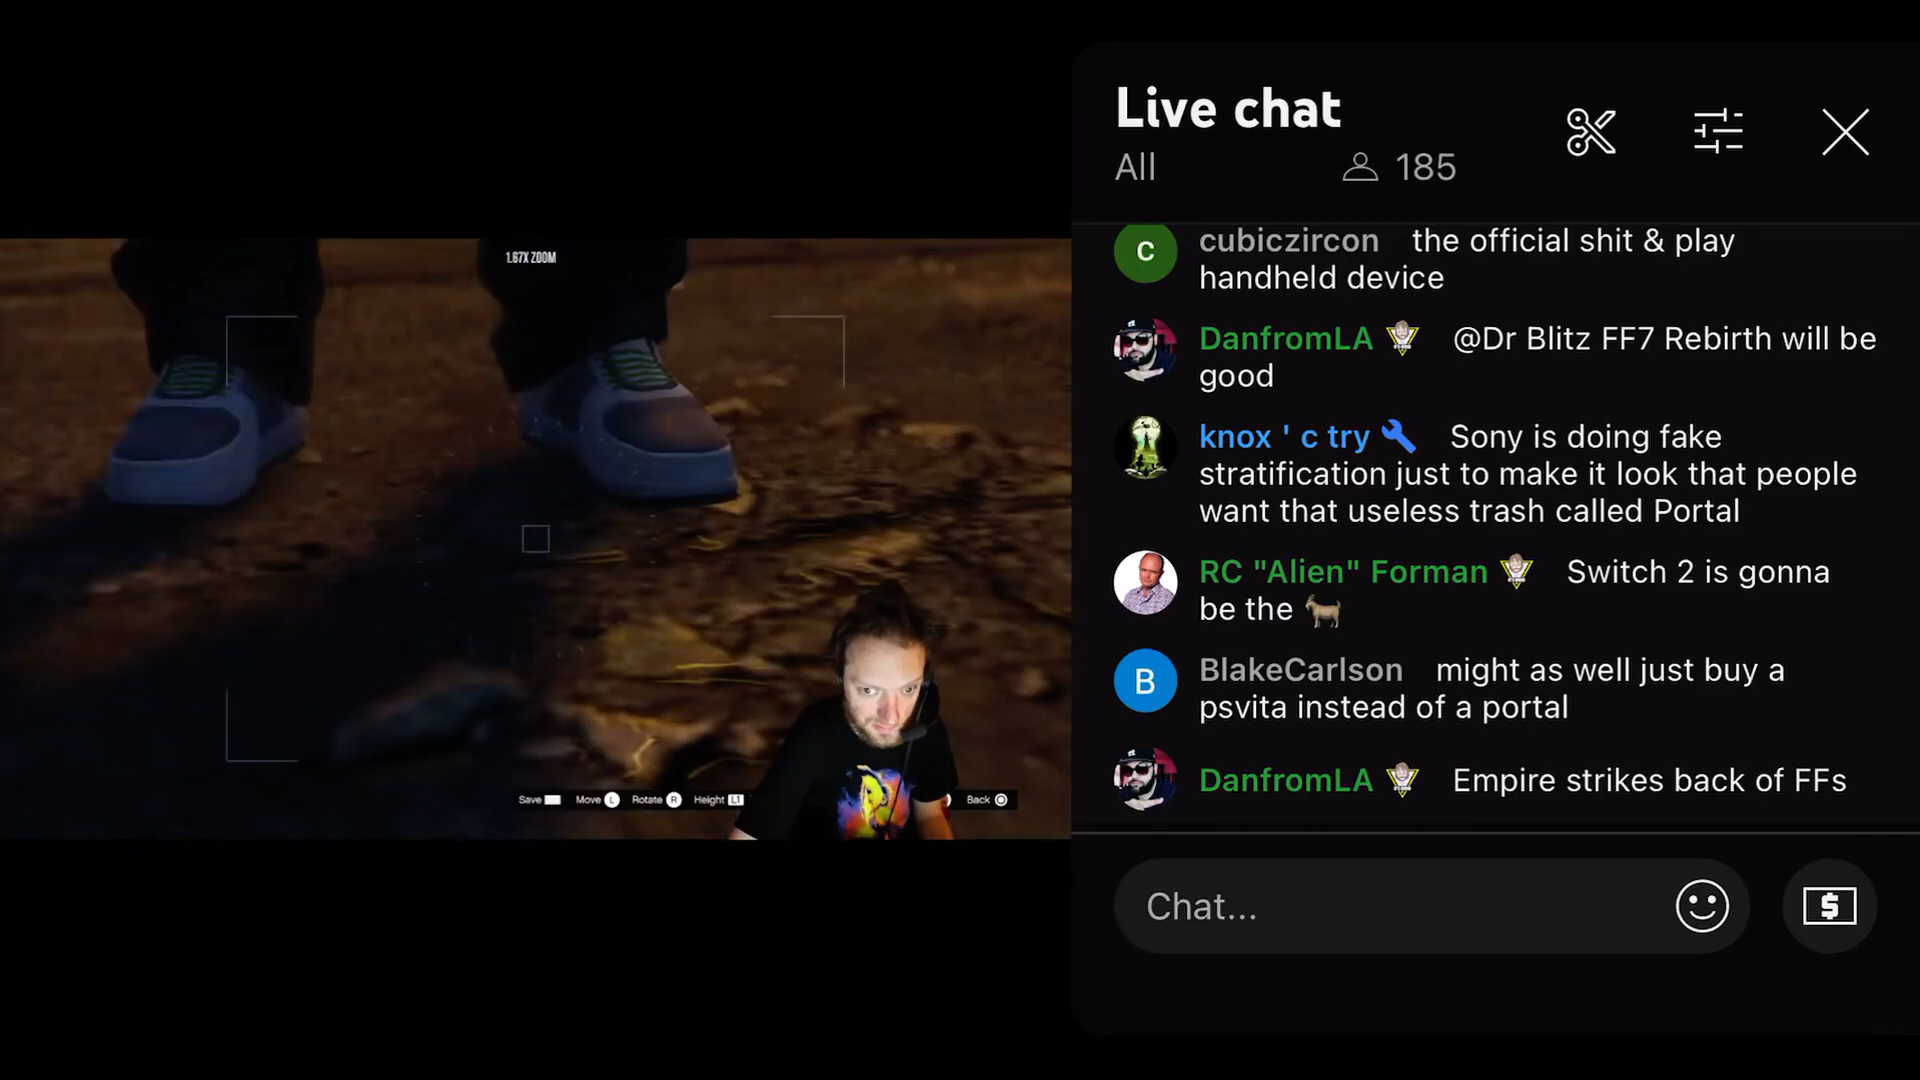 1.67X ZOOM
Save Move L Rotate R Height L1 Back
Live chat
All 185
C cubiczircon the official shit & play
handheld device
DanfromLA @Dr Blitz FF7 Rebirth will be
good
knox ' c try Sony is doing fake
stratification just to make it look that people
want that useless trash called Portal
RC "Alien" Forman Switch 2 is gonna
be the 🐐
B BlakeCarlson might as well just buy a
psvita instead of a portal
DanfromLA Empire strikes back of FFs
Chat...
$